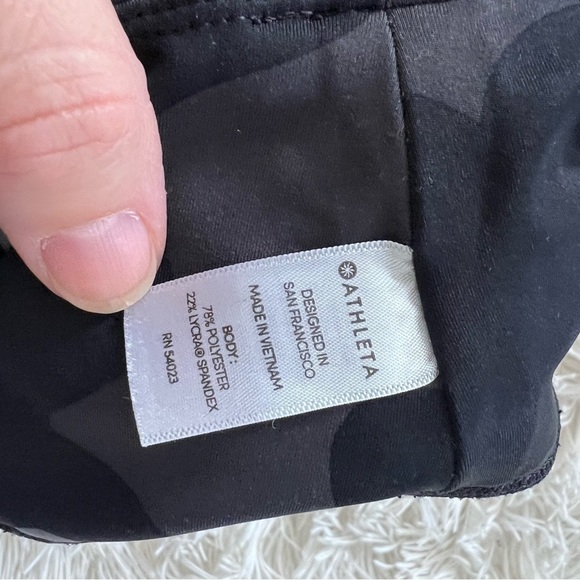 ATHLETA
DESIGNED IN
SAN FRANCISCO
MADE IN VIETNAM
BODY:
78% POLYESTER
22% LYCRA® SPANDEX
RN 54023